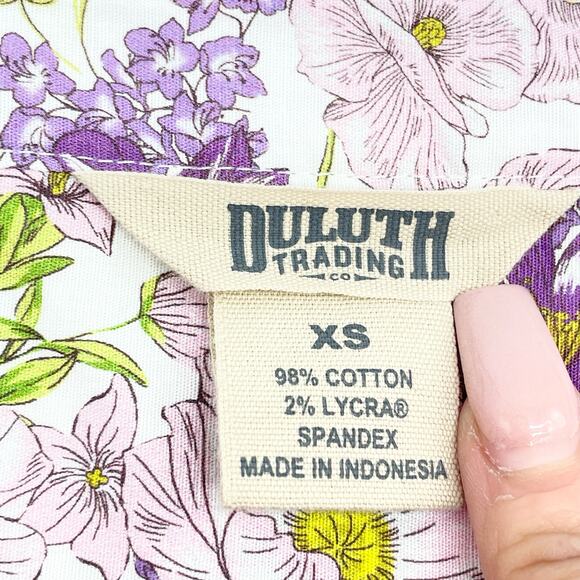 DULUTH
TRADING
CO
XS
98% COTTON
2% LYCRA®
SPANDEX
MADE IN INDONESIA